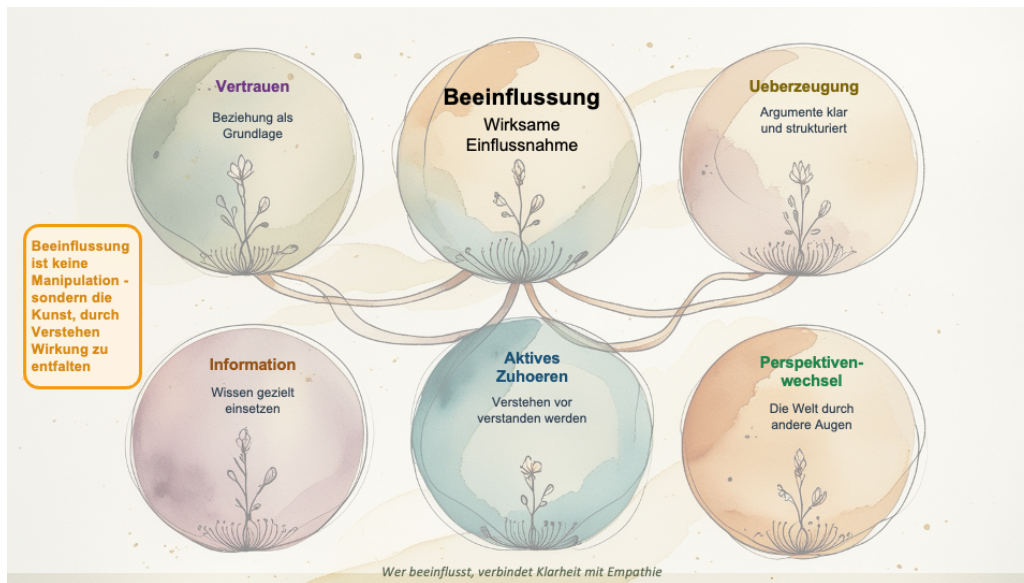 Vertrauen
Beziehung als
Grundlage
Beeinflussung
Wirksame
Einflussnahme
Ueberzeugung
Argumente klar
und strukturiert
Beeinflussung
ist keine
Manipulation -
sondern die
Kunst, durch
Verstehen
Wirkung zu
entfalten
Information
Wissen gezielt
einsetzen
Aktives
Zuhoeren
Verstehen vor
verstanden werden
Perspektiven-
wechsel
Die Welt durch
andere Augen
Wer beeinflusst, verbindet Klarheit mit Empathie